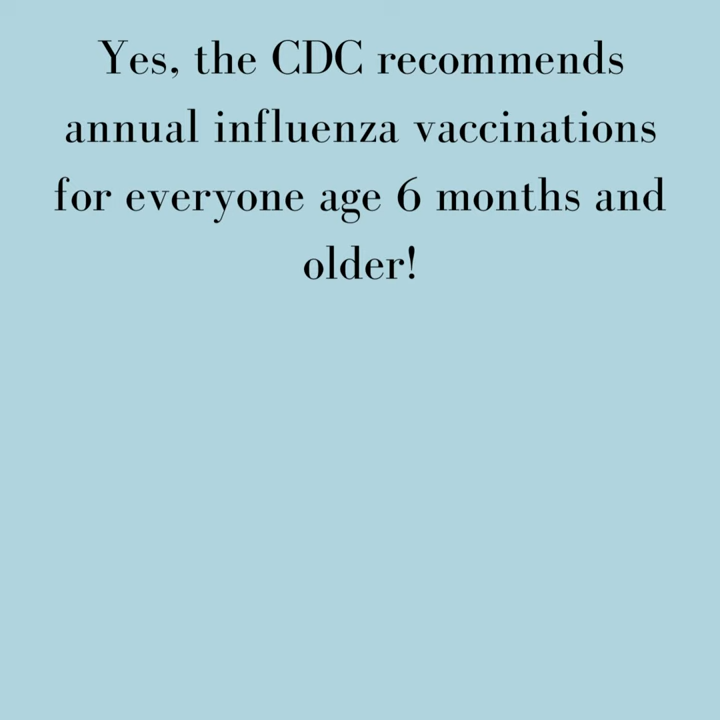 Yes, the CDC recommends
annual influenza vaccinations
for everyone age 6 months and
older!